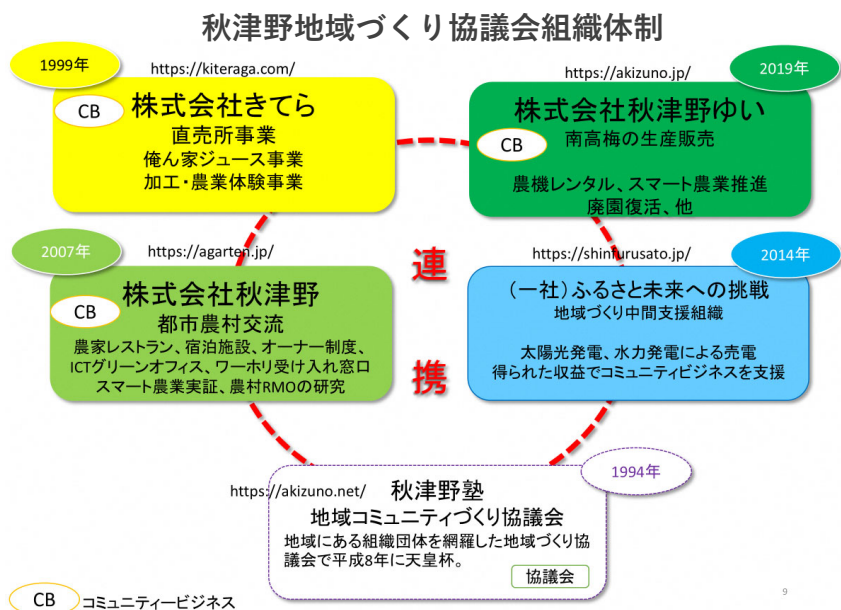 秋津野地域づくり協議会組織体制
1999年
https://kiteraga.com/
CB
株式会社きてら
直売所事業
俺ん家ジュース事業
加工・農業体験事業
https://akizuno.jp/
2019年
株式会社秋津野ゆい
CB
南高梅の生産販売
農機レンタル、スマート農業推進
廃園復活、他
2007年
https://agarten.jp/
株式会社秋津野
CB
都市農村交流
農家レストラン、宿泊施設、オーナー制度、
ICTグリーンオフィス、ワーホリ受け入れ窓口
スマート農業実証、農村RMOの研究
連
携
https://shinfurusato.jp/
2014年
(一社)ふるさと未来への挑戦
地域づくり中間支援組織
太陽光発電、水力発電による売電
得られた収益でコミュニティビジネスを支援
1994年
https://akizuno.net/
秋津野塾
地域コミュニティづくり協議会
地域にある組織団体を網羅した地域づくり協
議会で平成8年に天皇杯。
協議会
CB
コミュニティービジネス
9